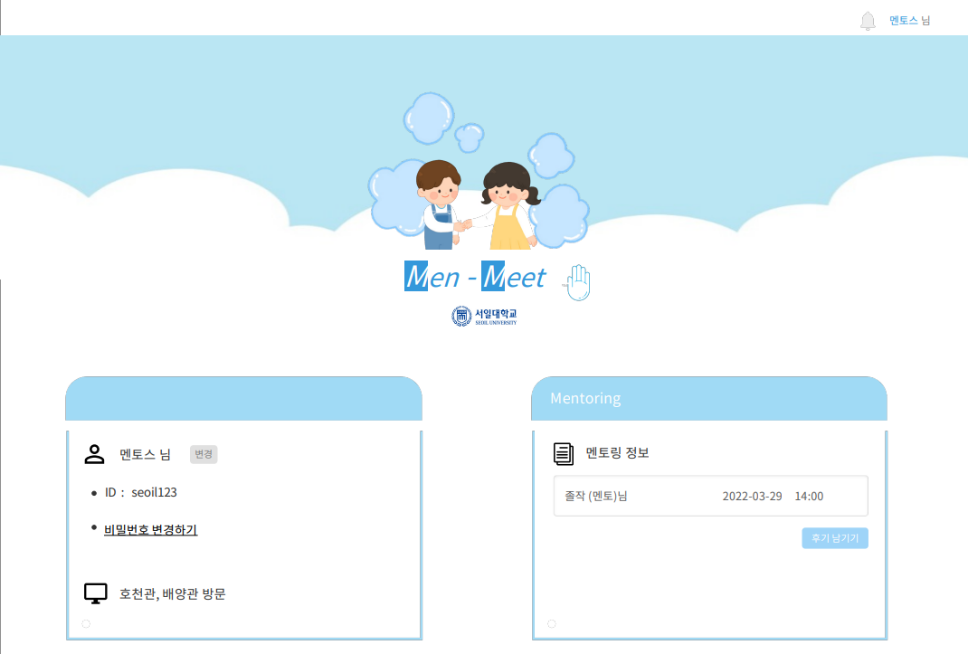 멘토스 님
Men - Meet
서일대학교
SEOIL UNIVERSITY
Mentoring
멘토스 님 변경
ID : seoil123
비밀번호 변경하기
호천관, 배양관 방문
멘토링 정보
졸작 (멘토)님 2022-03-29 14:00
후기 남기기